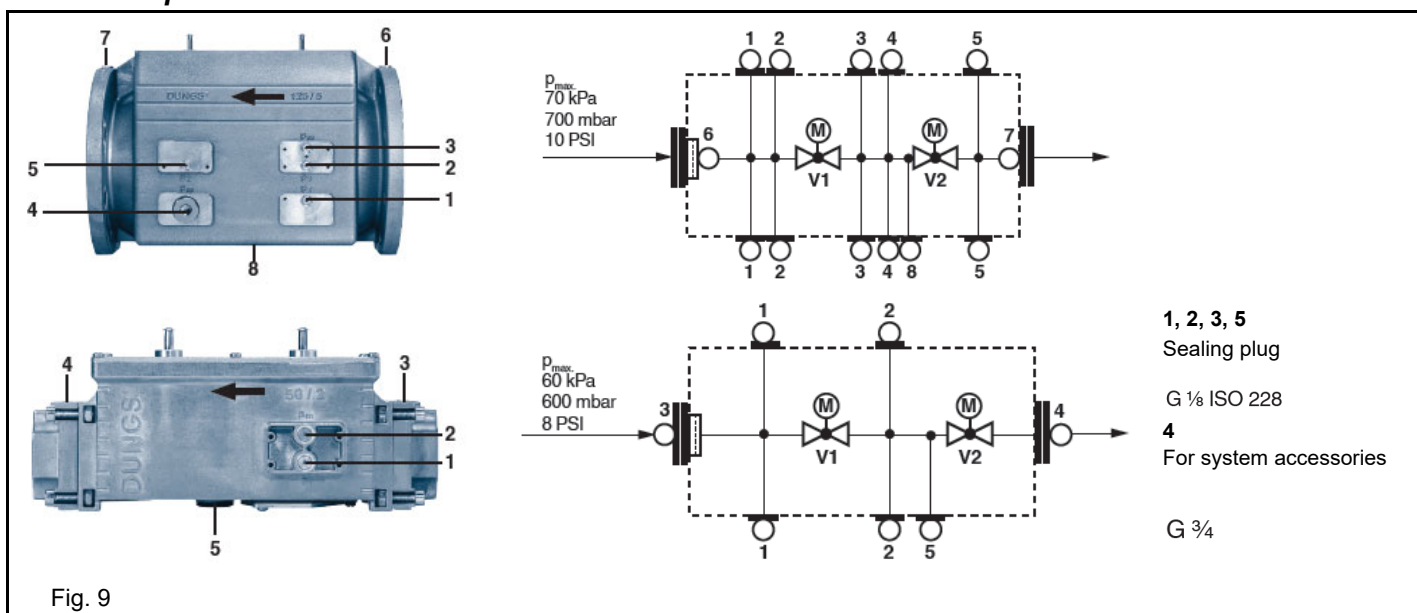 7
6
DUNGS
125/5
3
2
5
1
4
8
4
3
56 / 2
DUNGS
2
1
5
1 2 3 4 5
pmax.
70 kPa
700 mbar
10 PSI
6 M M 7
V1 V2
1 2 3 4 8 5
1 2
pmax.
60 kPa
600 mbar
8 PSI
3 M M 4
V1 V2
1 2 5
1, 2, 3, 5
Sealing plug
G ⅛ ISO 228
4
For system accessories
G ¾
Fig. 9